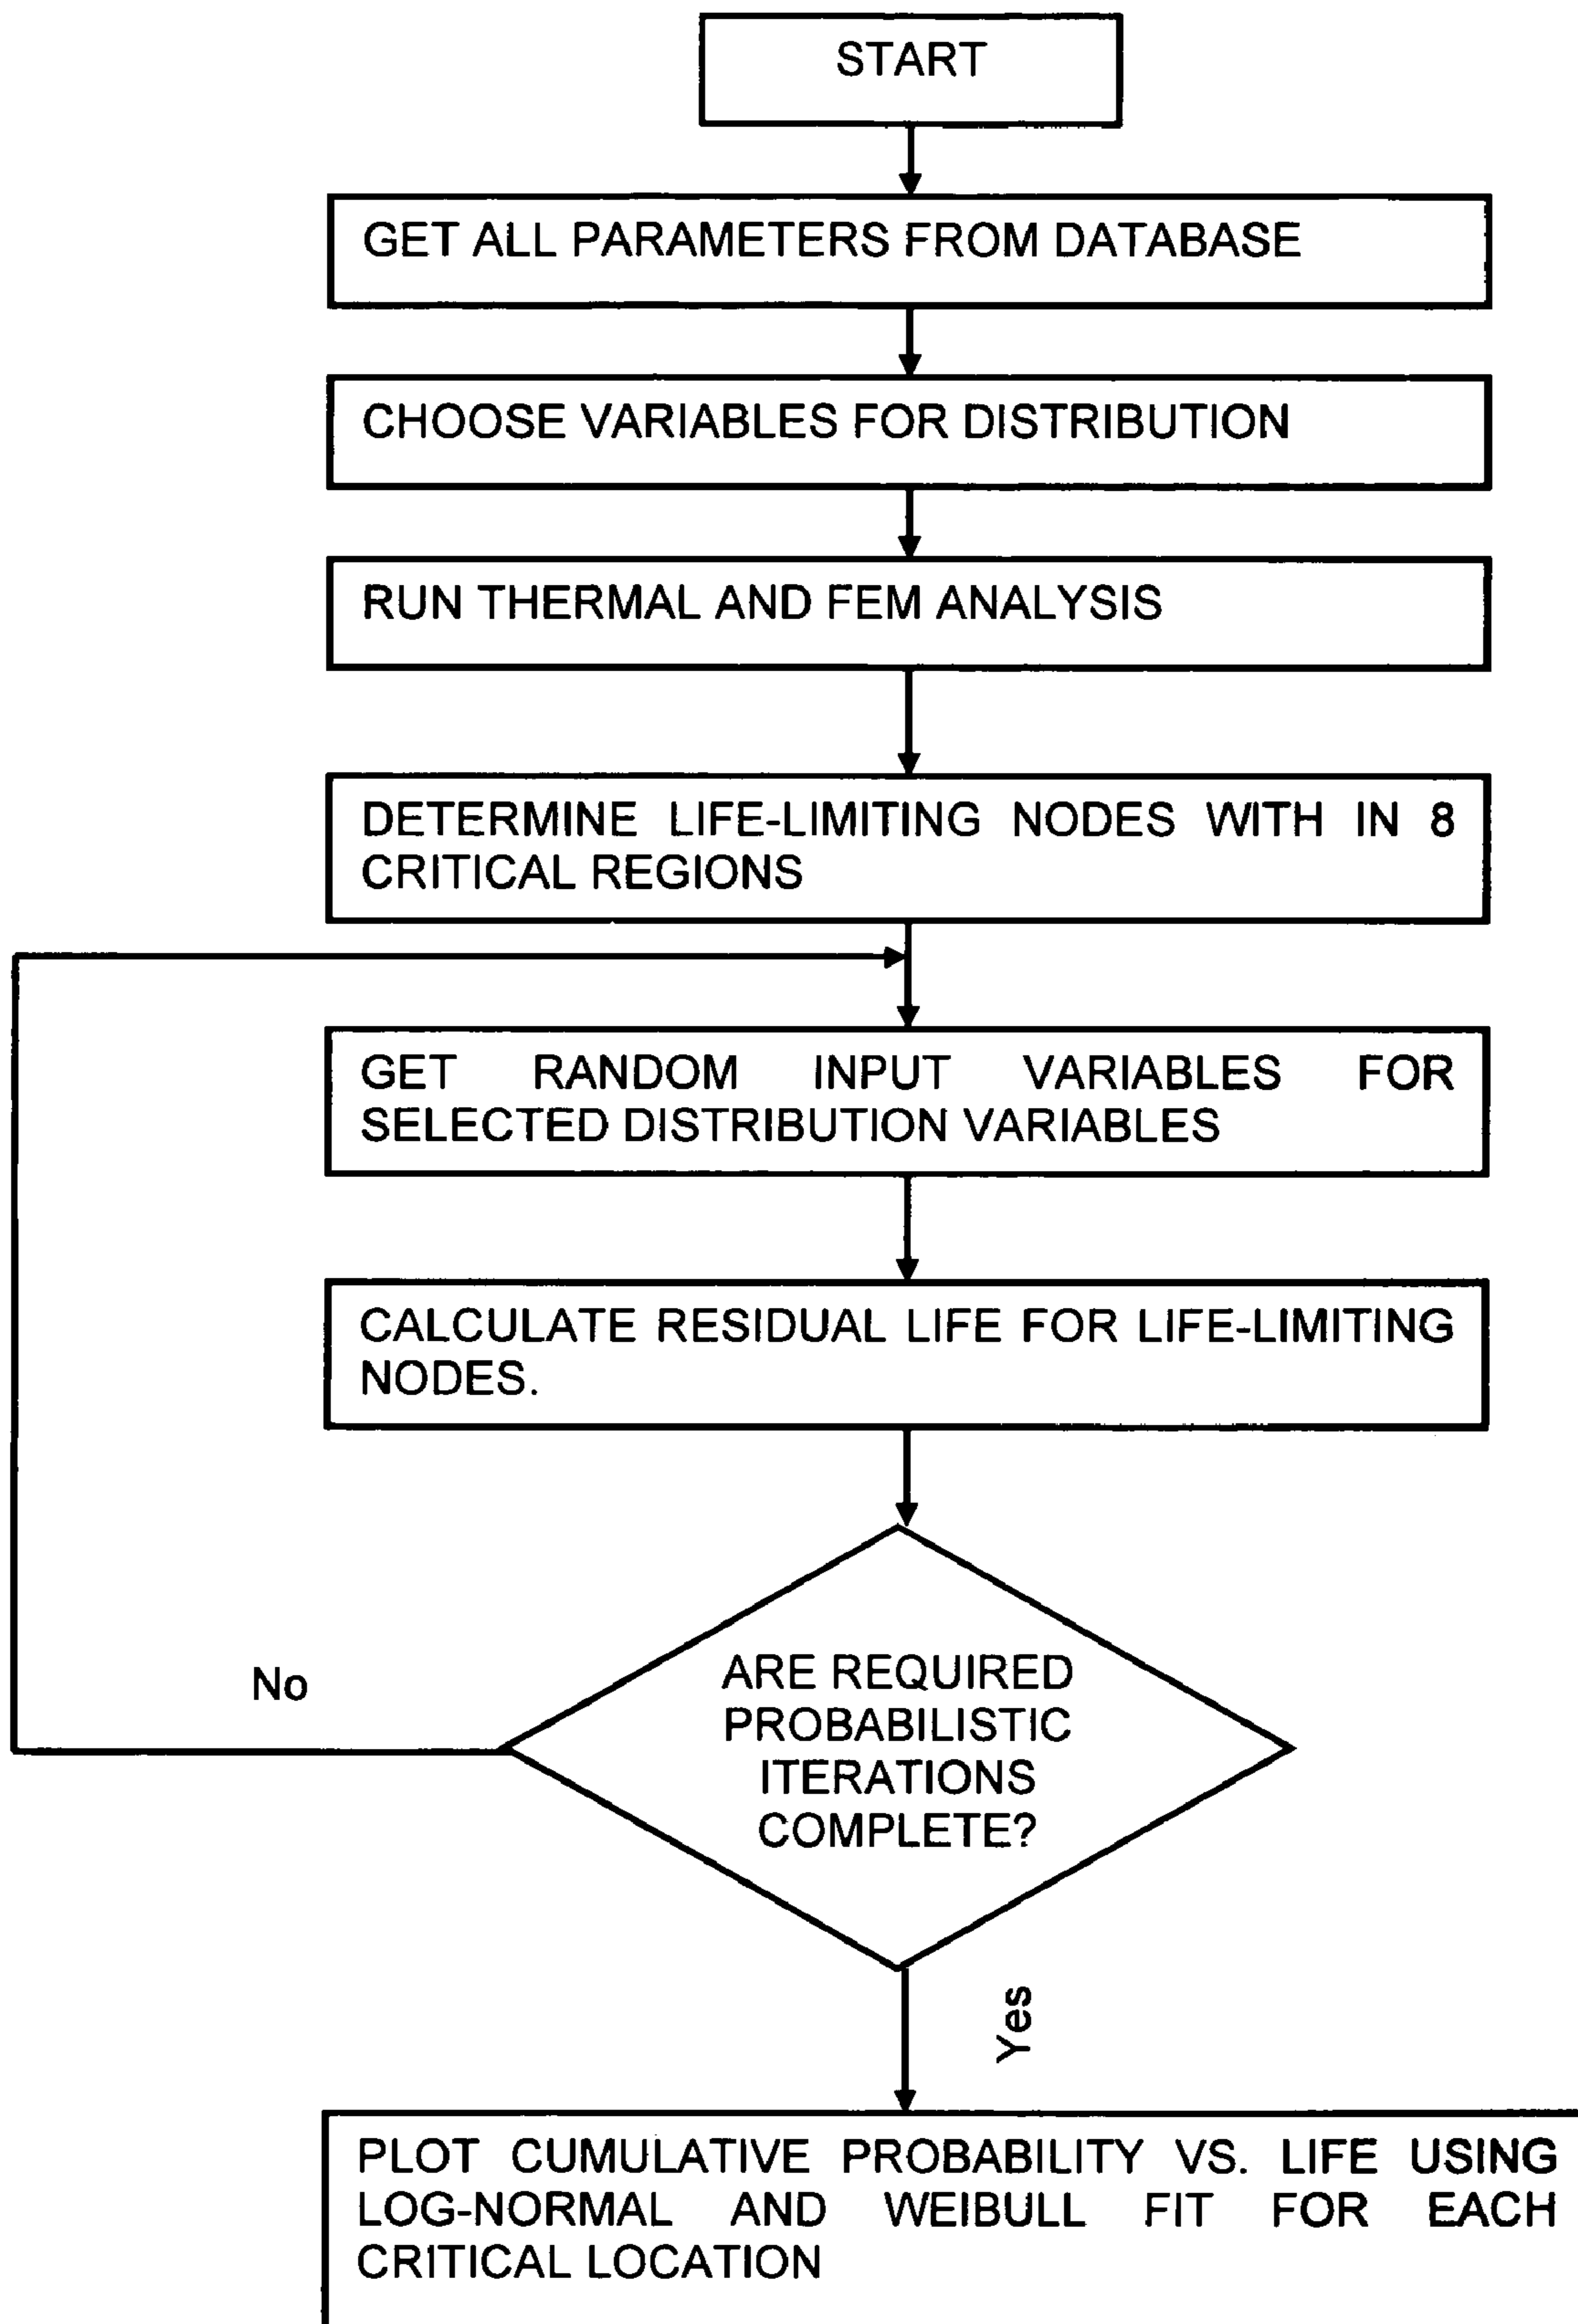 START
GET ALL PARAMETERS FROM DATABASE
CHOOSE VARIABLES FOR DISTRIBUTION
RUN THERMAL AND FEM ANALYSIS
DETERMINE LIFE-LIMITING NODES WITH IN 8
CRITICAL REGIONS
GET RANDOM INPUT VARIABLES FOR
SELECTED DISTRIBUTION VARIABLES
CALCULATE RESIDUAL LIFE FOR LIFE-LIMITING
NODES.
No
ARE REQUIRED
PROBABILISTIC
ITERATIONS
COMPLETE?
Yes
PLOT CUMULATIVE PROBABILITY VS. LIFE USING
LOG-NORMAL AND WEIBULL FIT FOR EACH
CRITICAL LOCATION